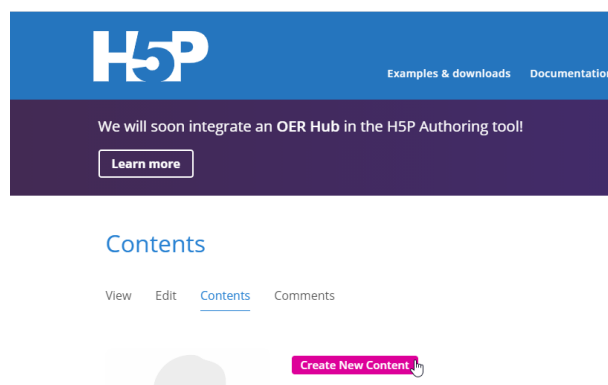 H5P
Examples & downloads Documentation
We will soon integrate an OER Hub in the H5P Authoring tool!
Learn more
Contents
View Edit Contents Comments
Create New Content